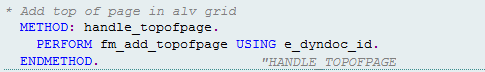 * Add top of page in alv grid
METHOD: handle_topofpage.
PERFORM fm_add_topofpage USING e_dyndoc_id.
ENDMETHOD. "HANDLE_TOPOFPAGE